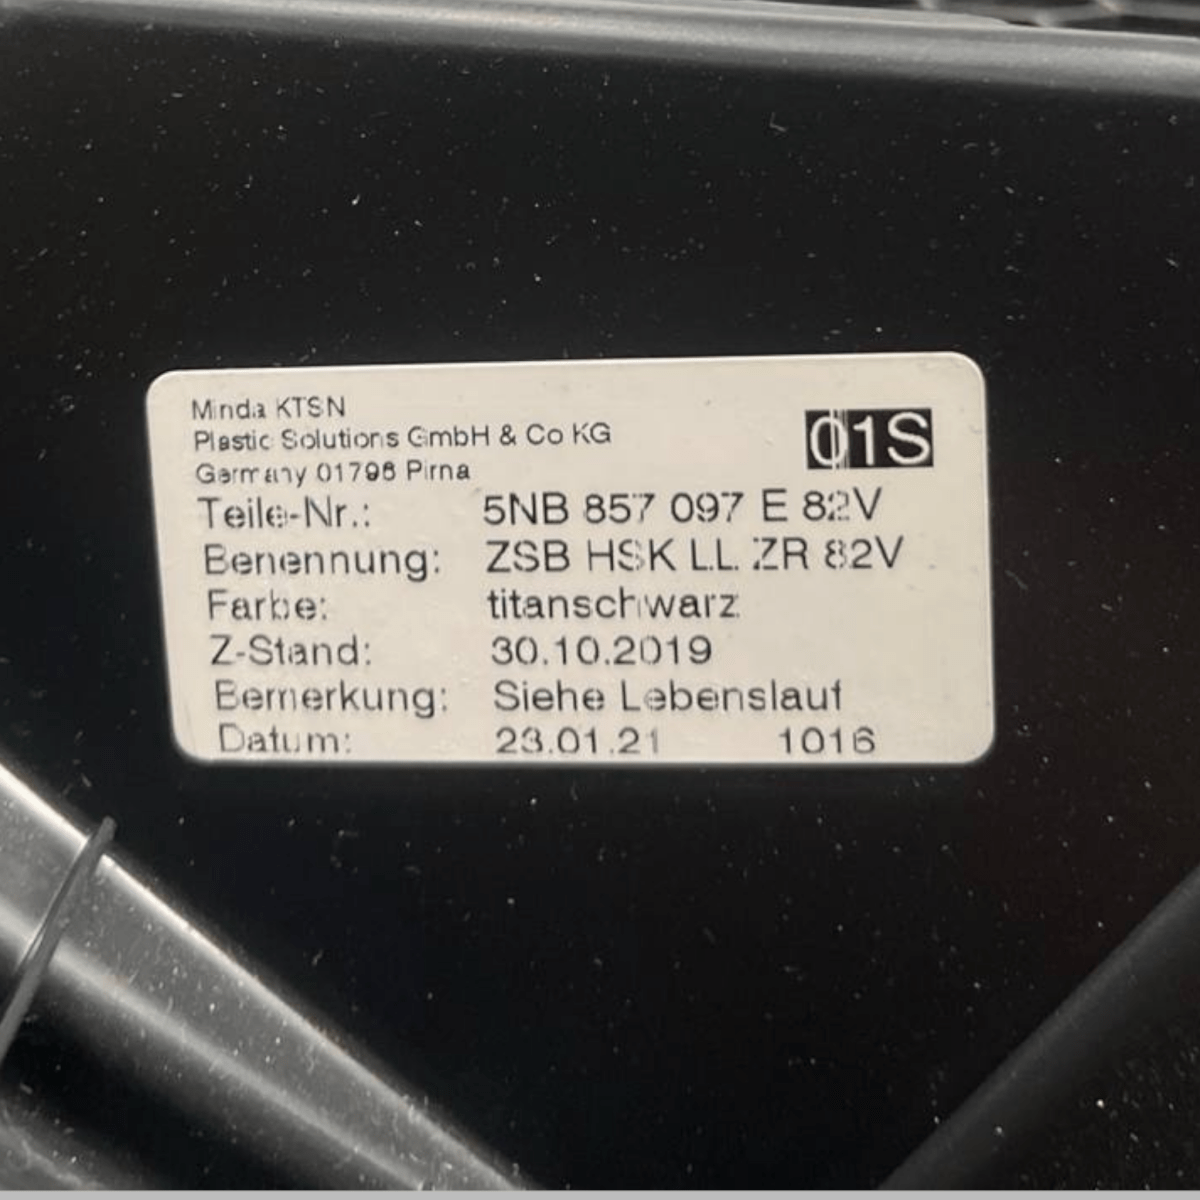 Minda KTSN
Plastic Solutions GmbH & Co KG
Germany 01796 Pirna
01S
Teile-Nr.: 5NB 857 097 E 82V
Benennung: ZSB HSK LL ZR 82V
Farbe: titanschwarz
Z-Stand: 30.10.2019
Bemerkung: Siehe Lebenslauf
Datum: 23.01.21 1016